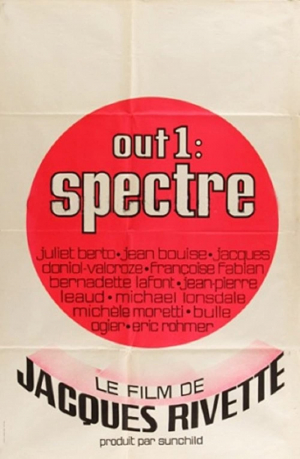 out 1:
spectre
juliet berto • jean bouise • jacques
doniol-valcroze • françoise fabian
bernadette lafont • jean-pierre
leaud • michael lonsdale
michèle moretti • bulle
ogier • eric rohmer
LE FILM DE
JACQUES RIVETTE
produit par sunchild